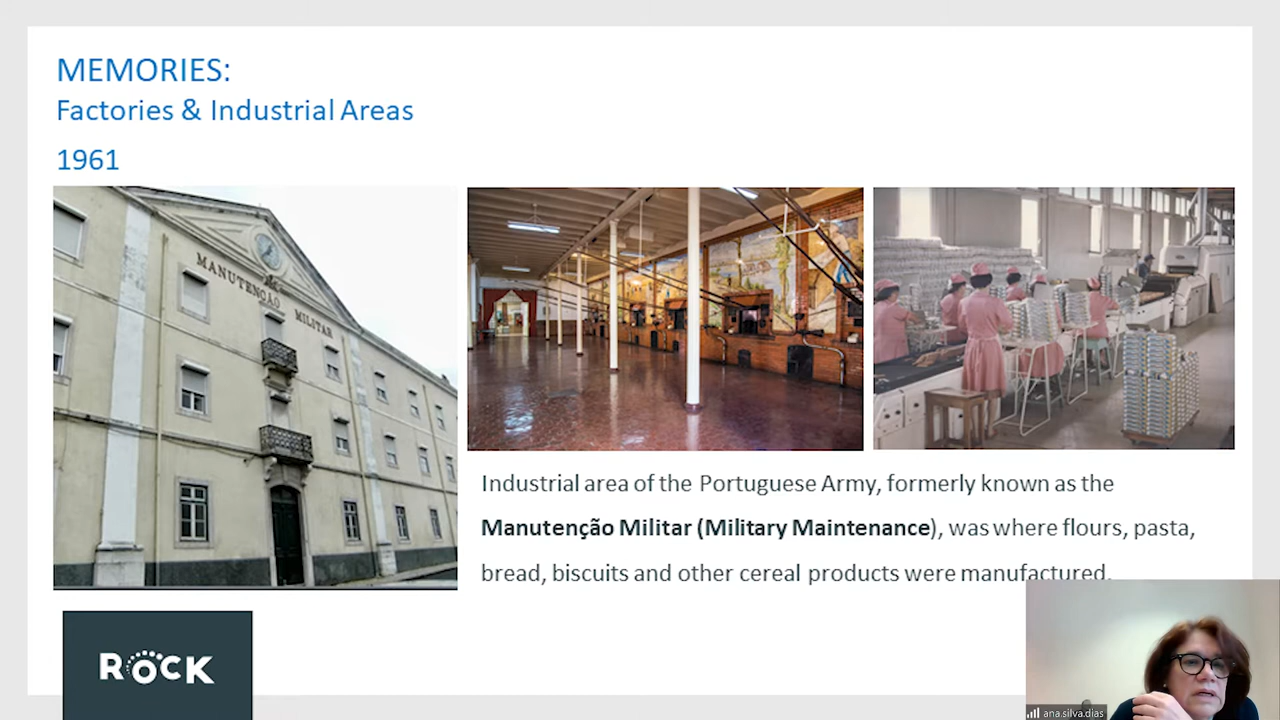 MEMORIES:
Factories & Industrial Areas
1961
MANUTENÇÃO MILITAR
Industrial area of the Portuguese Army, formerly known as the
Manutenção Militar (Military Maintenance), was where flours, pasta,
bread, biscuits and other cereal products were manufactured.
ROCK
ana.silva.dias